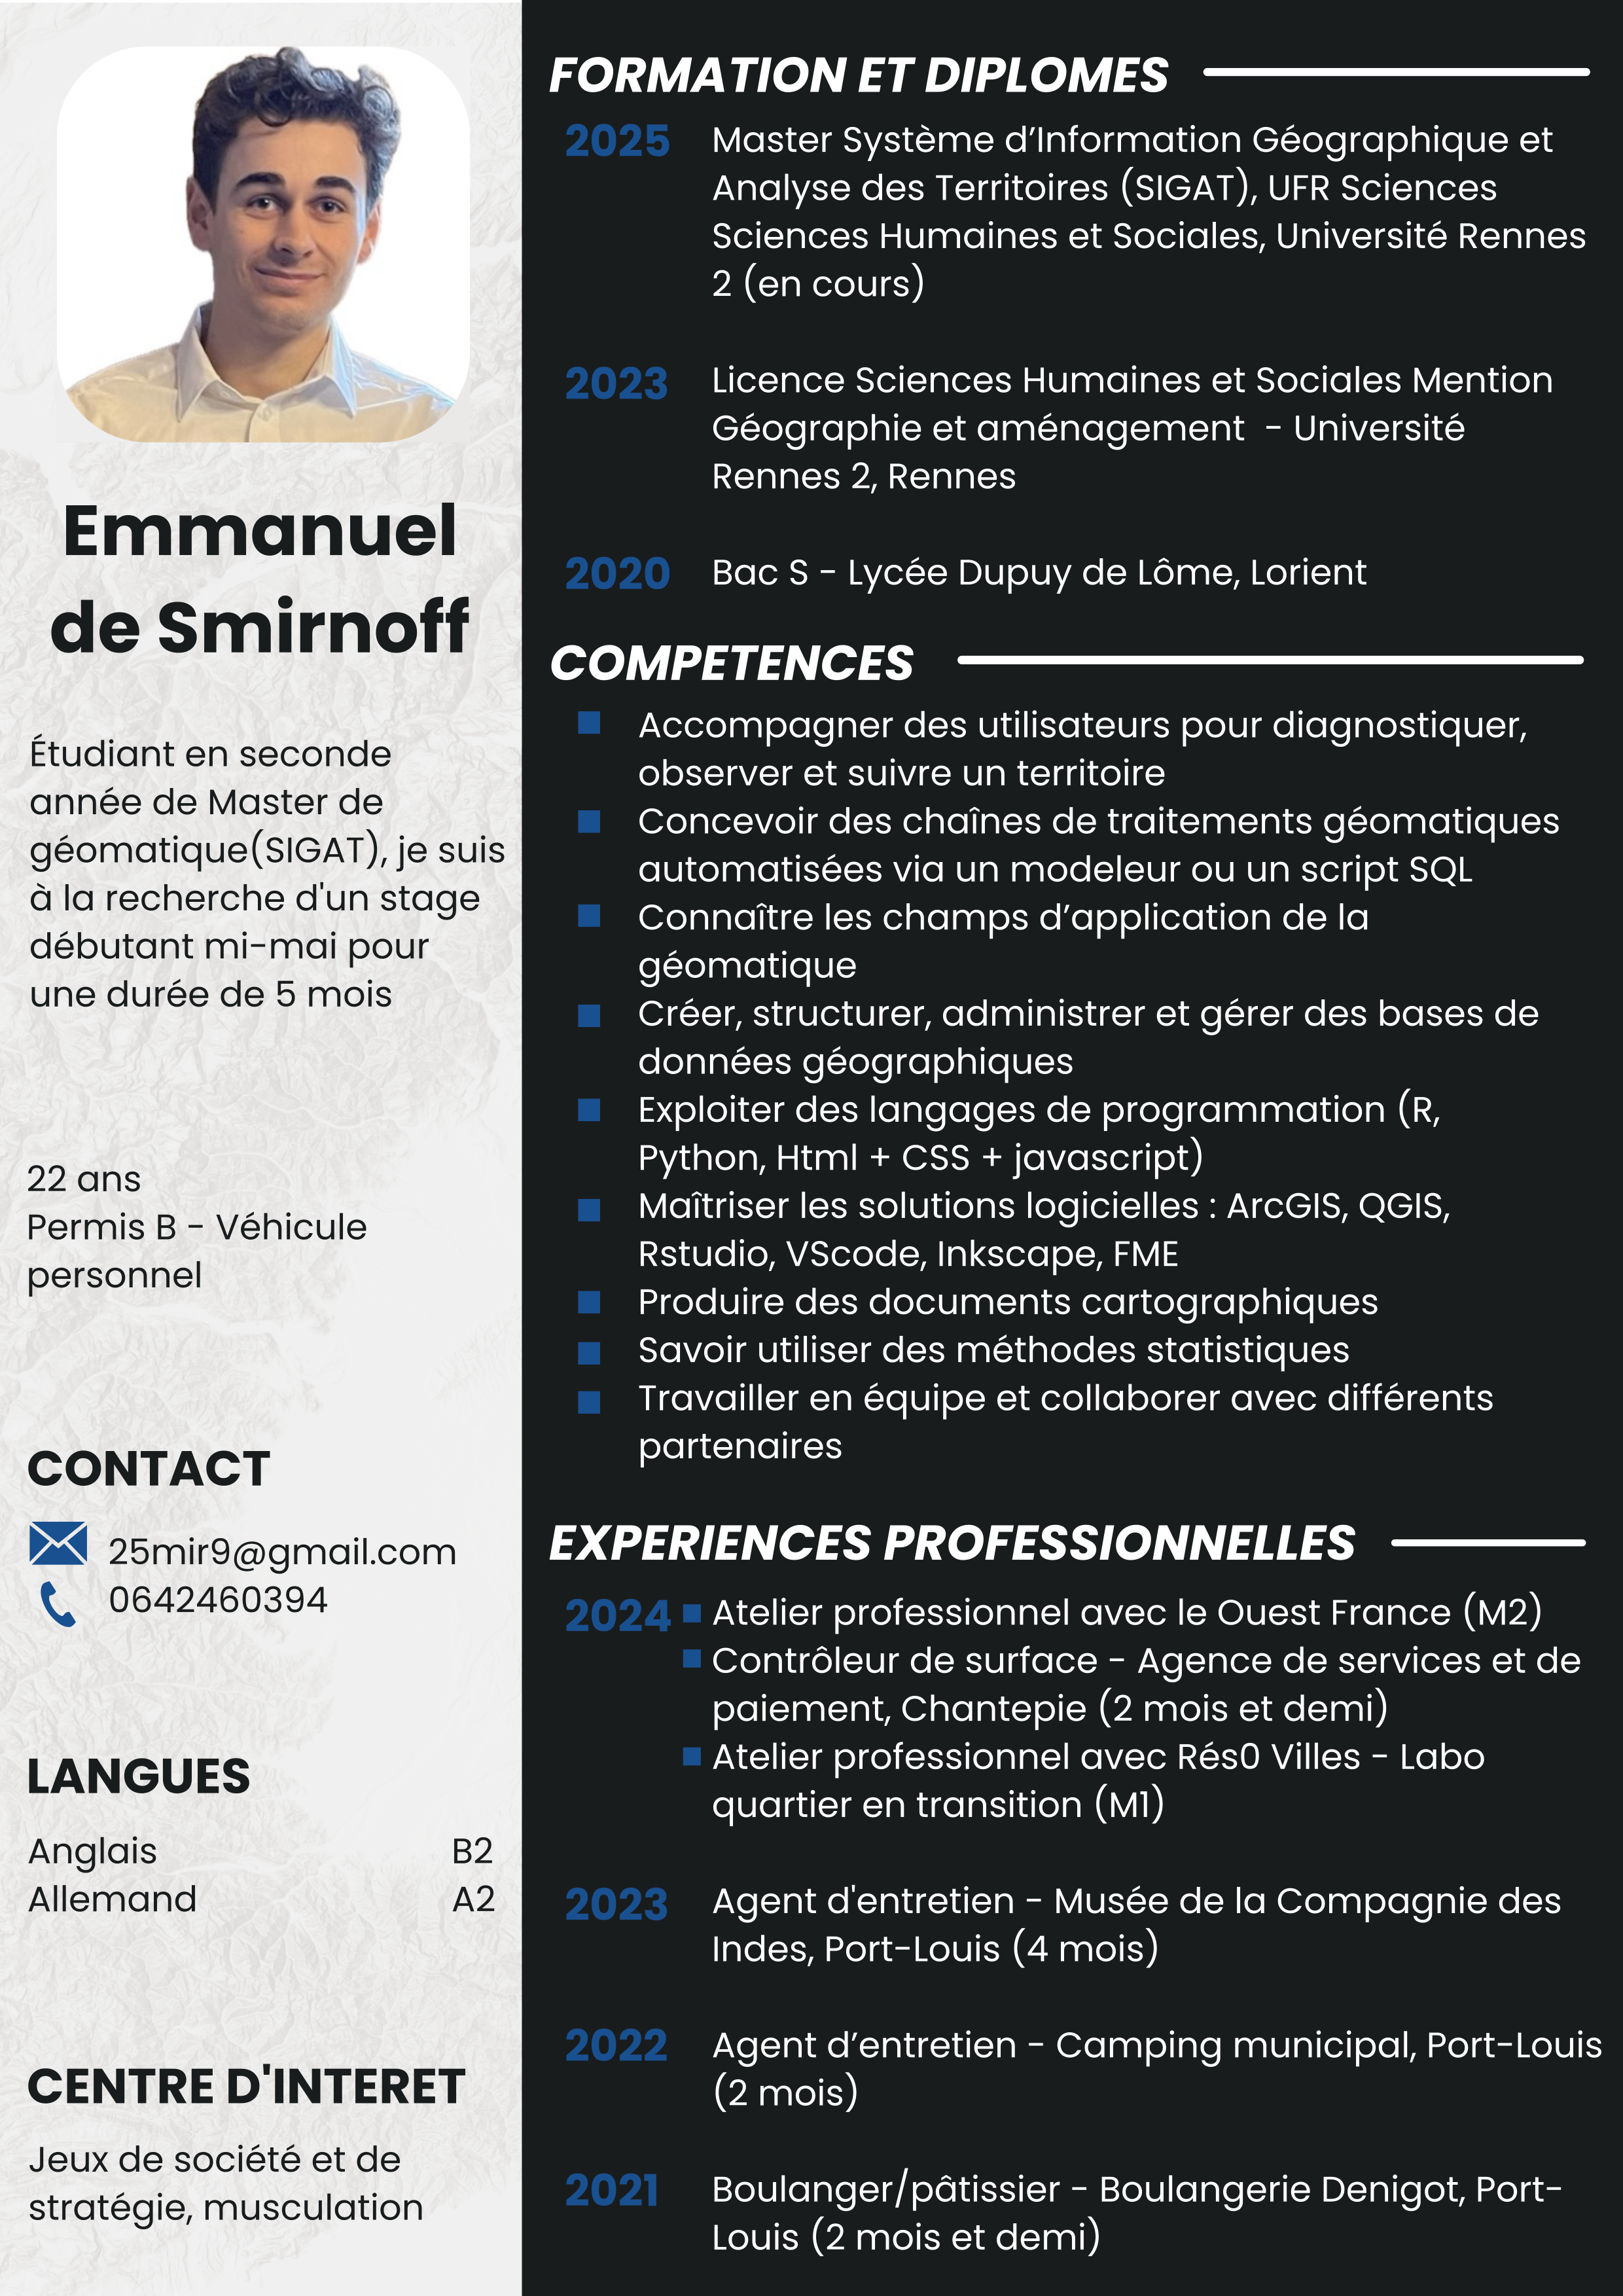 Emmanuel
de Smirnoff
Étudiant en seconde
année de Master de
géomatique(SIGAT), je suis
à la recherche d'un stage
débutant mi-mai pour
une durée de 5 mois
22 ans
Permis B - Véhicule
personnel
CONTACT
25mir9@gmail.com
0642460394
LANGUES
Anglais B2
Allemand A2
CENTRE D'INTERET
Jeux de société et de
stratégie, musculation
FORMATION ET DIPLOMES
2025 Master Système d’Information Géographique et
Analyse des Territoires (SIGAT), UFR Sciences
Sciences Humaines et Sociales, Université Rennes
2 (en cours)
2023 Licence Sciences Humaines et Sociales Mention
Géographie et aménagement - Université
Rennes 2, Rennes
2020 Bac S - Lycée Dupuy de Lôme, Lorient
COMPETENCES
Accompagner des utilisateurs pour diagnostiquer,
observer et suivre un territoire
Concevoir des chaînes de traitements géomatiques
automatisées via un modeleur ou un script SQL
Connaître les champs d’application de la
géomatique
Créer, structurer, administrer et gérer des bases de
données géographiques
Exploiter des langages de programmation (R,
Python, Html + CSS + javascript)
Maîtriser les solutions logicielles : ArcGIS, QGIS,
Rstudio, VScode, Inkscape, FME
Produire des documents cartographiques
Savoir utiliser des méthodes statistiques
Travailler en équipe et collaborer avec différents
partenaires
EXPERIENCES PROFESSIONNELLES
2024 Atelier professionnel avec le Ouest France (M2)
Contrôleur de surface - Agence de services et de
paiement, Chantepie (2 mois et demi)
Atelier professionnel avec Rés0 Villes - Labo
quartier en transition (M1)
2023 Agent d'entretien - Musée de la Compagnie des
Indes, Port-Louis (4 mois)
2022 Agent d’entretien - Camping municipal, Port-Louis
(2 mois)
2021 Boulanger/pâtissier - Boulangerie Denigot, Port-
Louis (2 mois et demi)